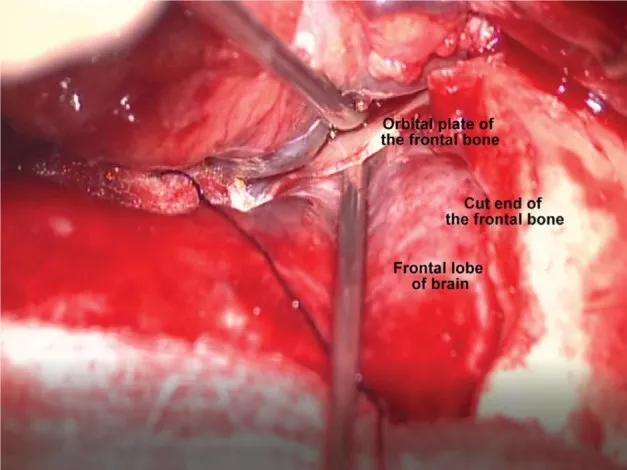 Orbital plate of
the frontal bone
Cut end of
the frontal bone
Frontal lobe
of brain